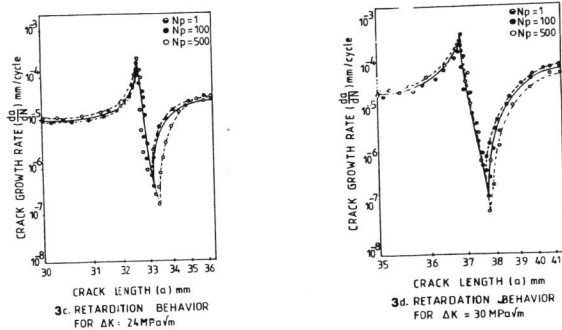 10⁻³
10⁻⁴
10⁻⁵
10⁻⁶
10⁻⁷
10⁻⁸
CRACK GROWTH RATE (da/dN) mm/cycle
Np=1
Np=100
Np=500
30 31 32 33 34 35 36
CRACK LENGTH (a) mm
3c. RETARDITION BEHAVIOR
FOR ΔK: 24MPa√m
10⁻³
10⁻⁴
10⁻⁵
10⁻⁶
10⁻⁷
10⁻⁸
CRACK GROWTH RATE (da/dN) mm/cycle
Np=1
Np=100
Np=500
35 36 37 38 39 40 41
CRACK LENGTH (a) mm
3d. RETARDATION BEHAVIOR
FOR ΔK = 30MPa√m